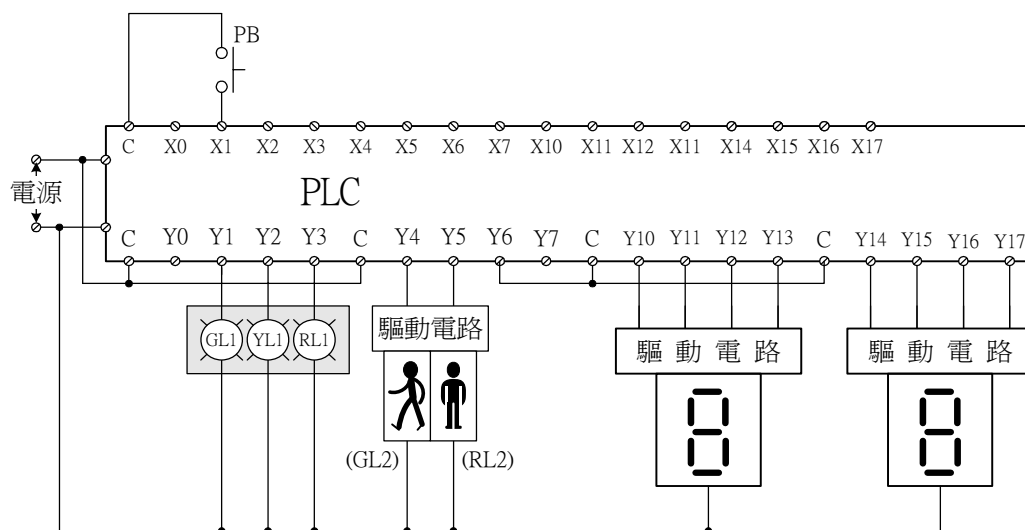 PB
C X0 X1 X2 X3 X4 X5 X6 X7 X10 X11 X12 X11 X14 X15 X16 X17
電源
PLC
C Y0 Y1 Y2 Y3 C Y4 Y5 Y6 Y7 C Y10 Y11 Y12 Y13 C Y14 Y15 Y16 Y17
GL1 YL1 RL1
驅動電路
驅動電路
驅動電路
8
8
(GL2)
(RL2)